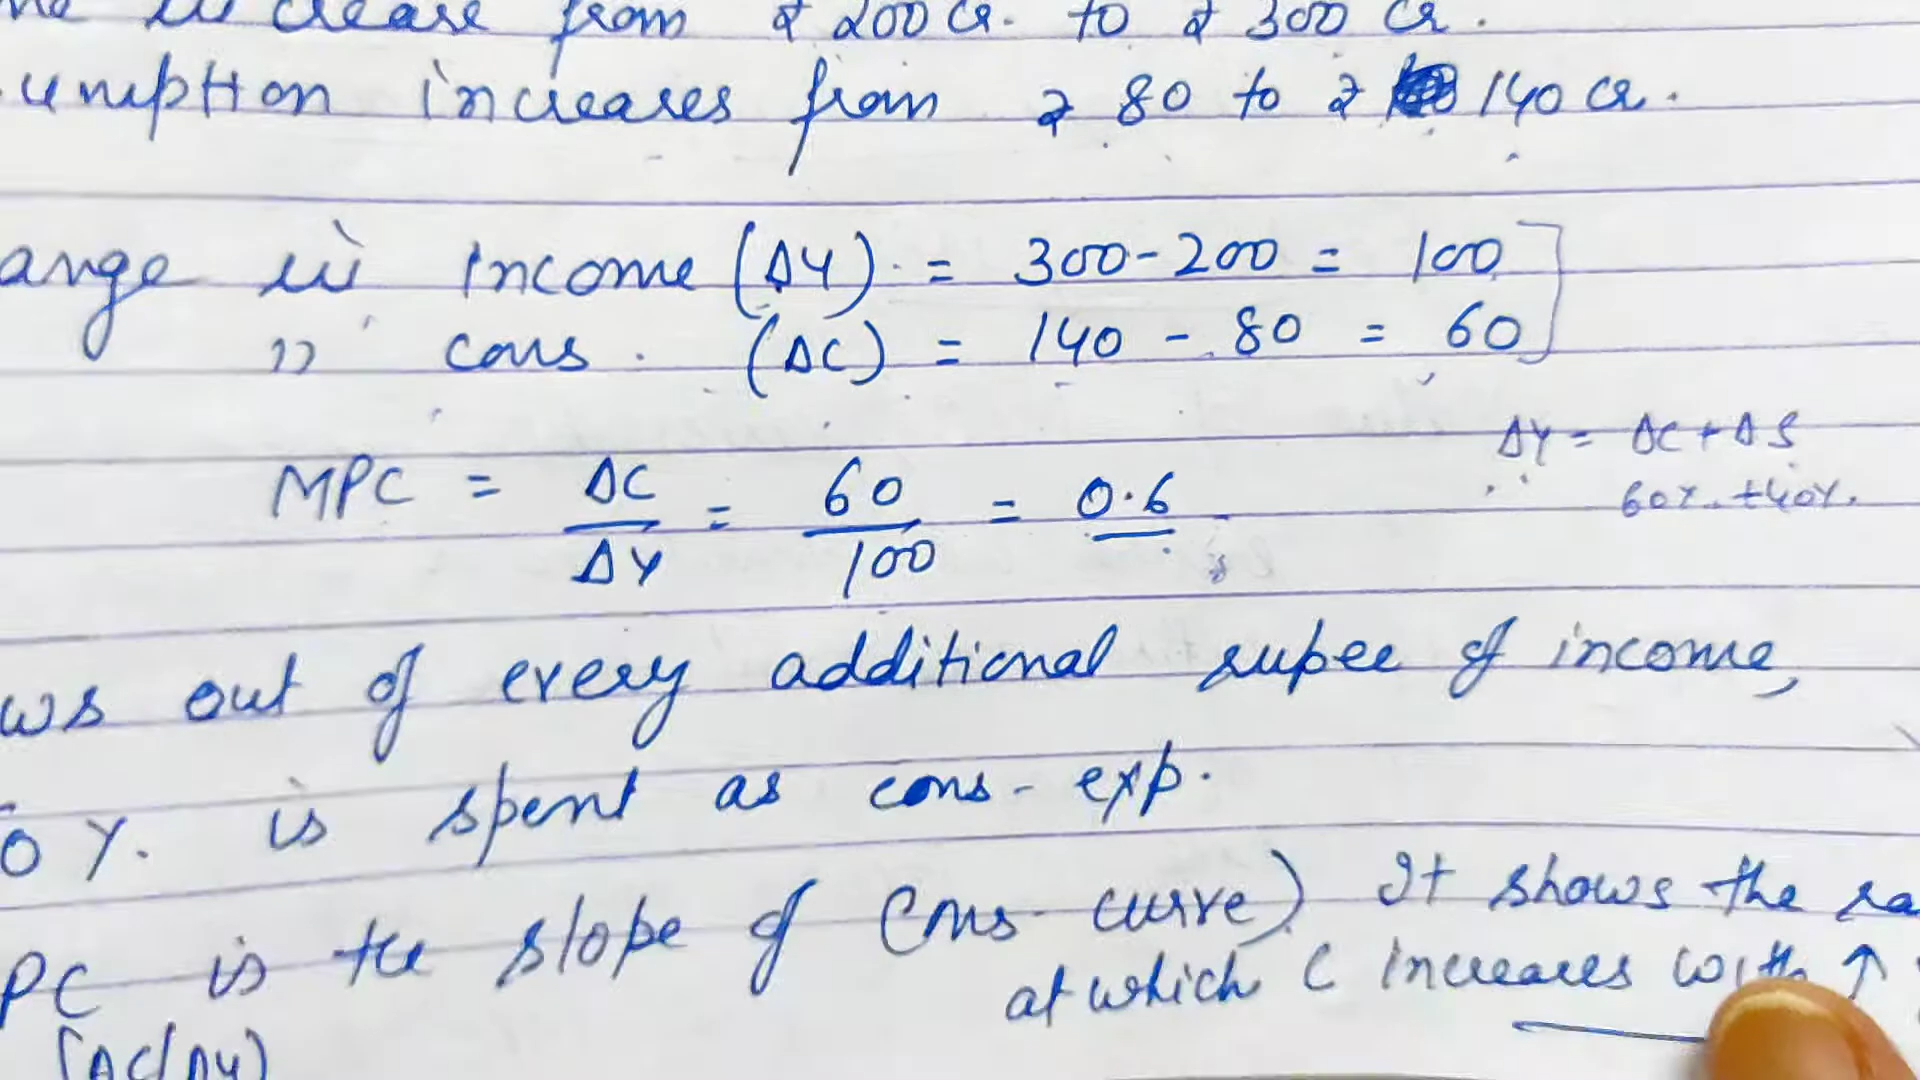 crease from ₹ 200 Cr. to ₹ 300 Cr.
umption increases from ₹ 80 to ₹ 140 Cr.
ange in Income (ΔY) = 300-200 = 100
" cons. (ΔC) = 140 - 80 = 60
ΔY = ΔC + ΔS
60%. + 40%.
MPC = ΔC/ΔY = 60/100 = 0.6
ws out of every additional rupee of income,
0 %. is spent as cons- exp.
PC is the slope of Cons curve) It shows the ra
at which C increases with ↑
(ΔC/ΔY)